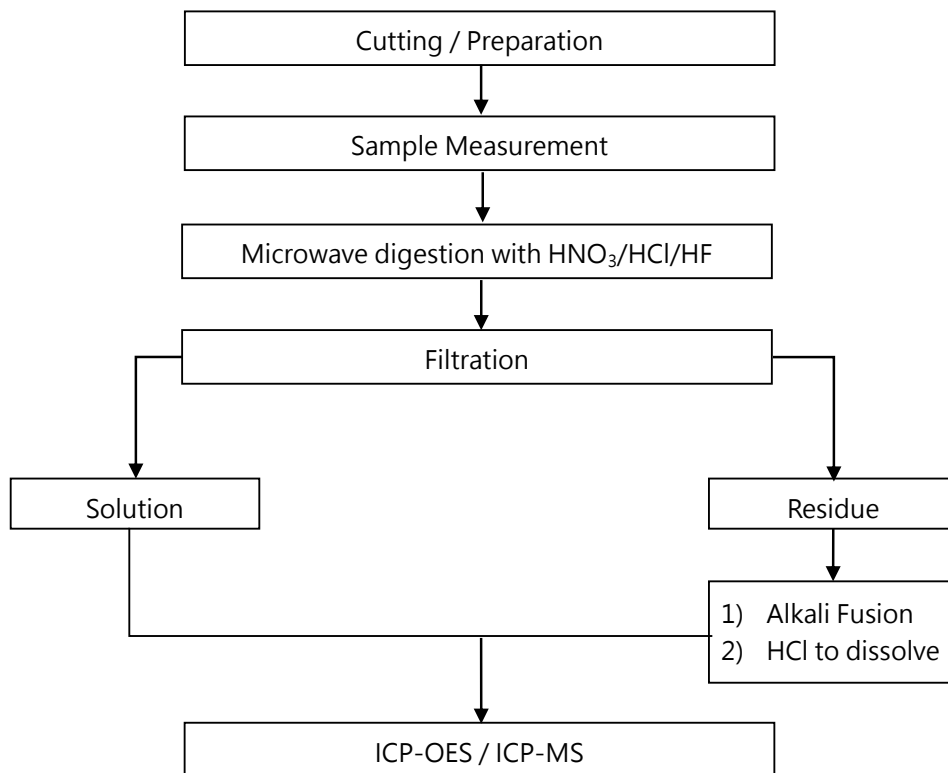 Cutting / Preparation
Sample Measurement
Microwave digestion with HNO₃/HCl/HF
Filtration
Solution
Residue
1) Alkali Fusion
2) HCl to dissolve
ICP-OES / ICP-MS